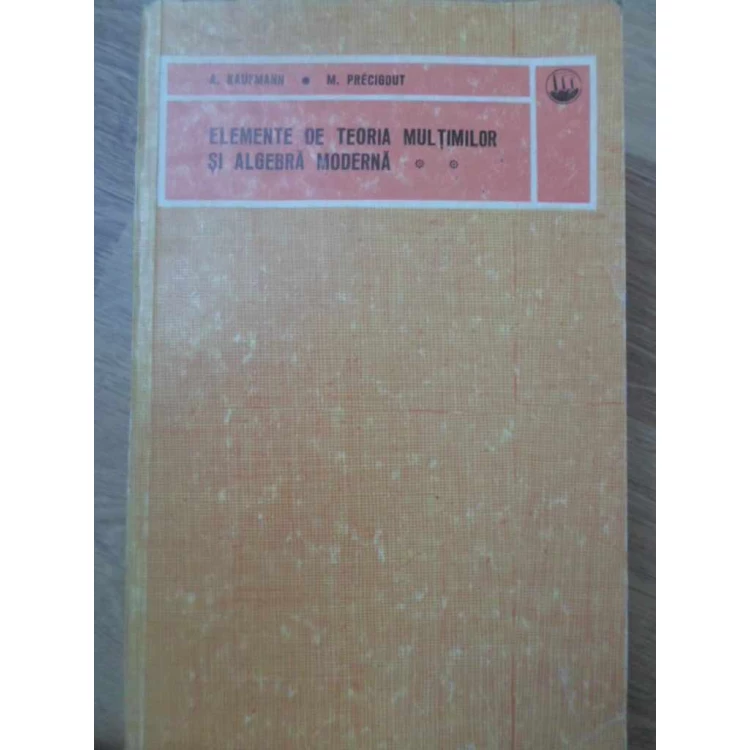 A. KAUFMANN • M. PRÉCIGOUT
ELEMENTE DE TEORIA MULȚIMILOR
ȘI ALGEBRĂ MODERNĂ * *